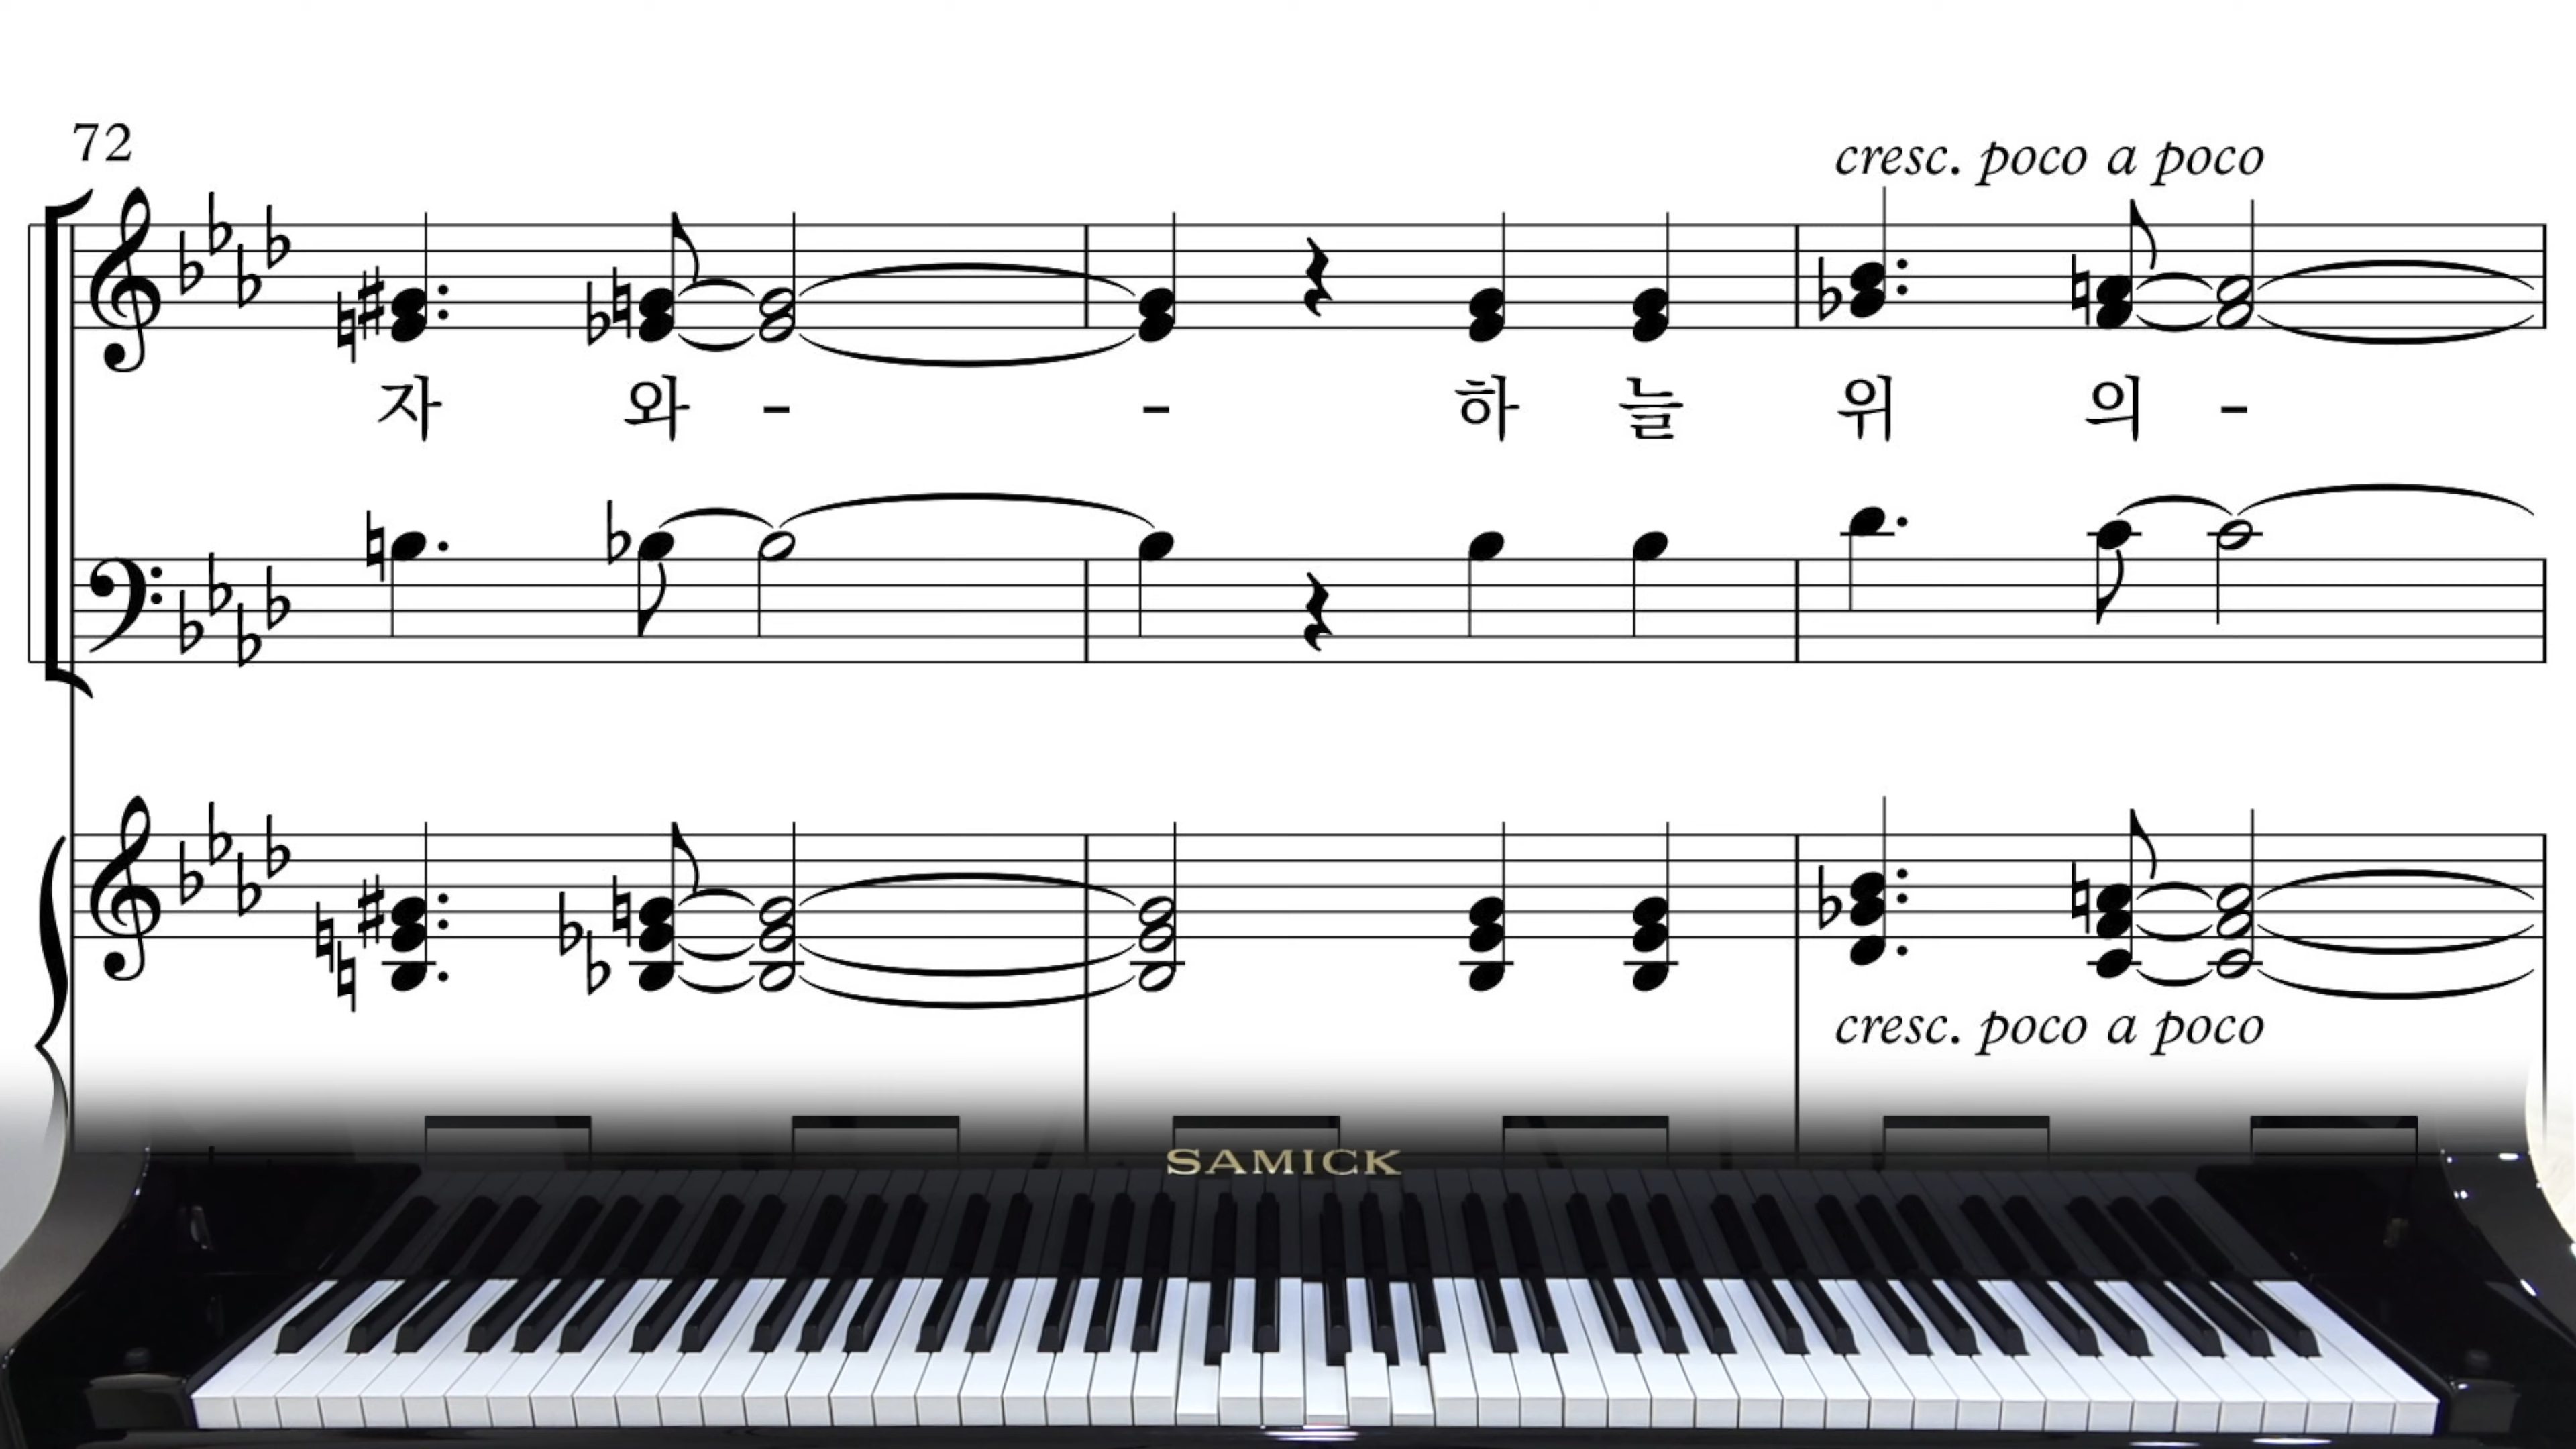 72
cresc. poco a poco
자 와 - - 하 늘 위 의 -
cresc. poco a poco
SAMICK